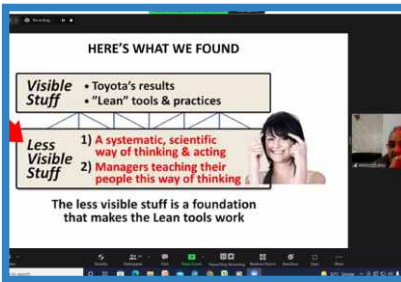 Recording...
HERE'S WHAT WE FOUND
Visible
Stuff
• Toyota's results
• "Lean" tools & practices
Less
Visible
Stuff
1) A systematic, scientific
way of thinking & acting
2) Managers teaching their
people this way of thinking
The less visible stuff is a foundation
that makes the Lean tools work